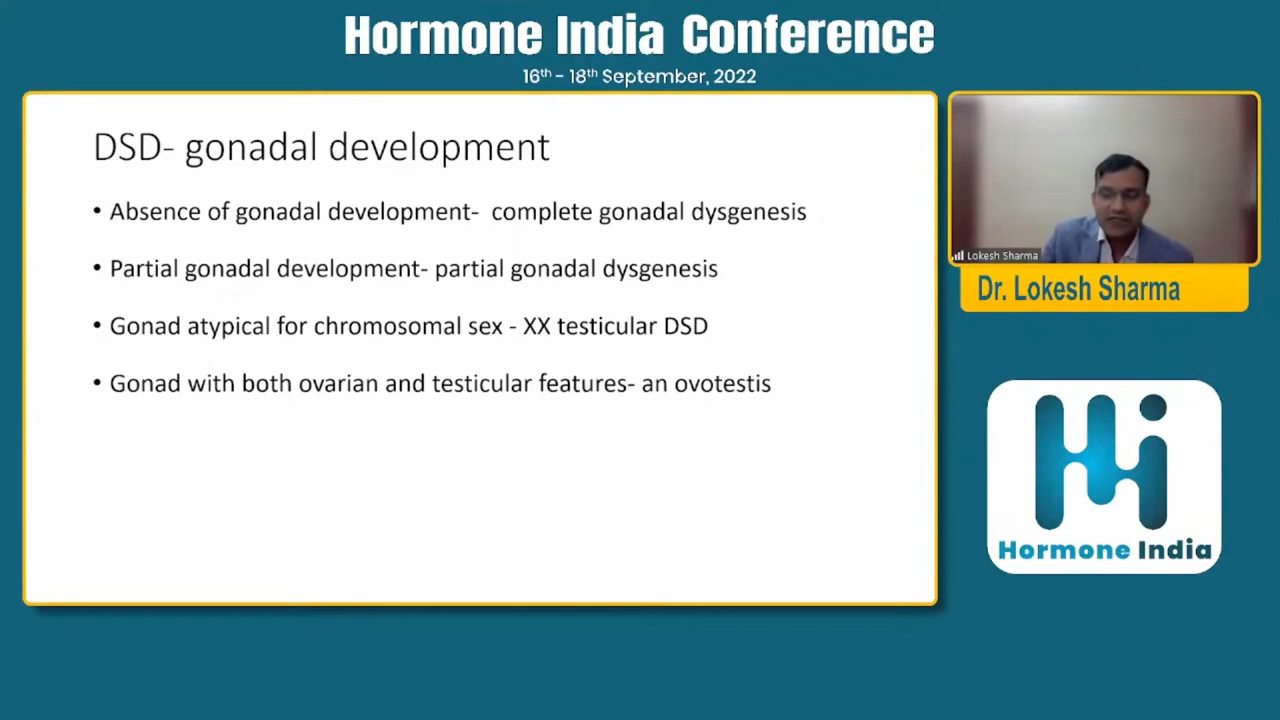 Hormone India Conference
16th - 18th September, 2022
DSD- gonadal development
• Absence of gonadal development-  complete gonadal dysgenesis
• Partial gonadal development- partial gonadal dysgenesis
• Gonad atypical for chromosomal sex - XX testicular DSD
• Gonad with both ovarian and testicular features- an ovotestis
Lokesh Sharma
Dr. Lokesh Sharma
Hi
Hormone India